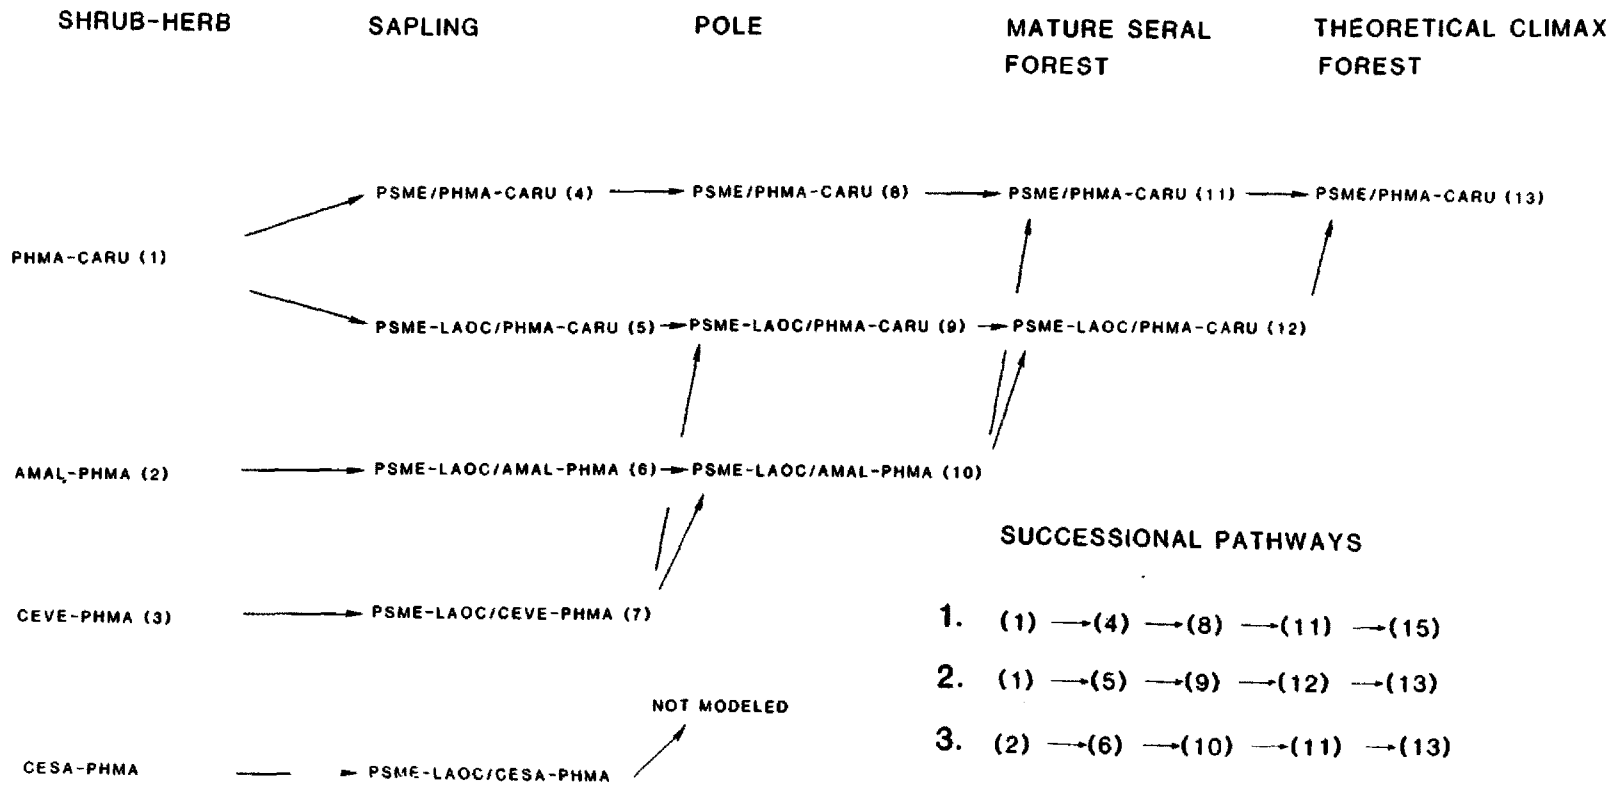 SHRUB-HERB SAPLING POLE MATURE SERAL THEORETICAL CLIMAX
FOREST FOREST
PSME/PHMA-CARU (4) PSME/PHMA-CARU (8) PSME/PHMA-CARU (11) PSME/PHMA-CARU (13)
PHMA-CARU (1)
PSME-LAOC/PHMA-CARU (5) PSME-LAOC/PHMA-CARU (9) PSME-LAOC/PHMA-CARU (12)
AMAL-PHMA (2) PSME-LAOC/AMAL-PHMA (6) PSME-LAOC/AMAL-PHMA (10)
SUCCESSIONAL PATHWAYS
CEVE-PHMA (3) PSME-LAOC/CEVE-PHMA (7)
1. (1) → (4) → (8) → (11) → (15)
2. (1) → (5) → (9) → (12) → (13)
NOT MODELED
3. (2) → (6) → (10) → (11) → (13)
CESA-PHMA PSME-LAOC/CESA-PHMA